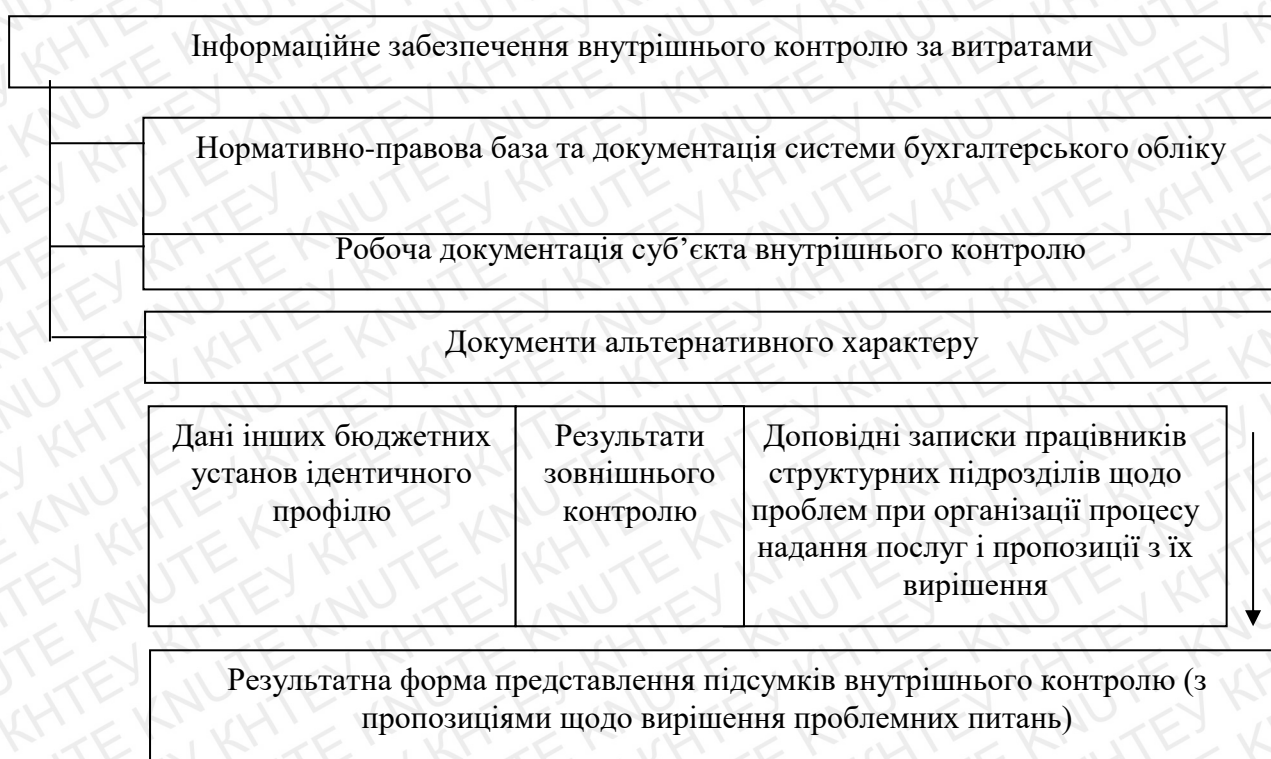 Інформаційне забезпечення внутрішнього контролю за витратами
Нормативно-правова база та документація системи бухгалтерського обліку
Робоча документація суб’єкта внутрішнього контролю
Документи альтернативного характеру
Дані інших бюджетних
установ ідентичного
профілю
Результати
зовнішнього
контролю
Доповідні записки працівників
структурних підрозділів щодо
проблем при організації процесу
надання послуг і пропозиції з їх
вирішення
Результатна форма представлення підсумків внутрішнього контролю (з
пропозиціями щодо вирішення проблемних питань)